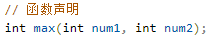 // 函数声明
int max(int num1, int num2);